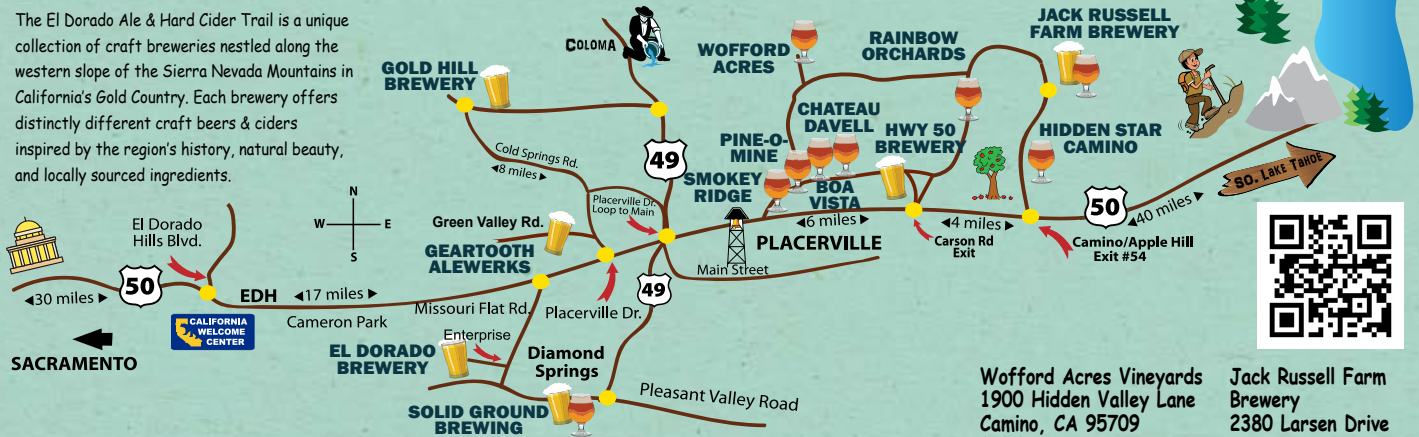 The El Dorado Ale & Hard Cider Trail is a unique
collection of craft breweries nestled along the
western slope of the Sierra Nevada Mountains in
California's Gold Country. Each brewery offers
distinctly different craft beers & ciders
inspired by the region's history, natural beauty,
and locally sourced ingredients.
COLOMA
GOLD HILL
BREWERY
WOFFORD
ACRES
RAINBOW
ORCHARDS
JACK RUSSELL
FARM BREWERY
CHATEAU
DAVELL
PINE-O-
MINE
HWY 50
BREWERY
HIDDEN STAR
CAMINO
SMOKEY
RIDGE
BOA
VISTA
49
Cold Springs Rd.
8 miles
Placerville Dr.
Loop to Main
N
W
E
S
El Dorado
Hills Blvd.
Green Valley Rd.
GEARTOOTH
ALEWERKS
PLACERVILLE
6 miles
4 miles
50
40 miles
SO. LAKE TAHOE
Carson Rd
Exit
Camino/Apple Hill
Exit #54
Main Street
49
30 miles
50
EDH
17 miles
Cameron Park
Missouri Flat Rd.
Placerville Dr.
CALIFORNIA
WELCOME
CENTER
SACRAMENTO
Enterprise
EL DORADO
BREWERY
Diamond
Springs
Pleasant Valley Road
SOLID GROUND
BREWING
Wofford Acres Vineyards
1900 Hidden Valley Lane
Camino, CA 95709
Jack Russell Farm
Brewery
2380 Larsen Drive